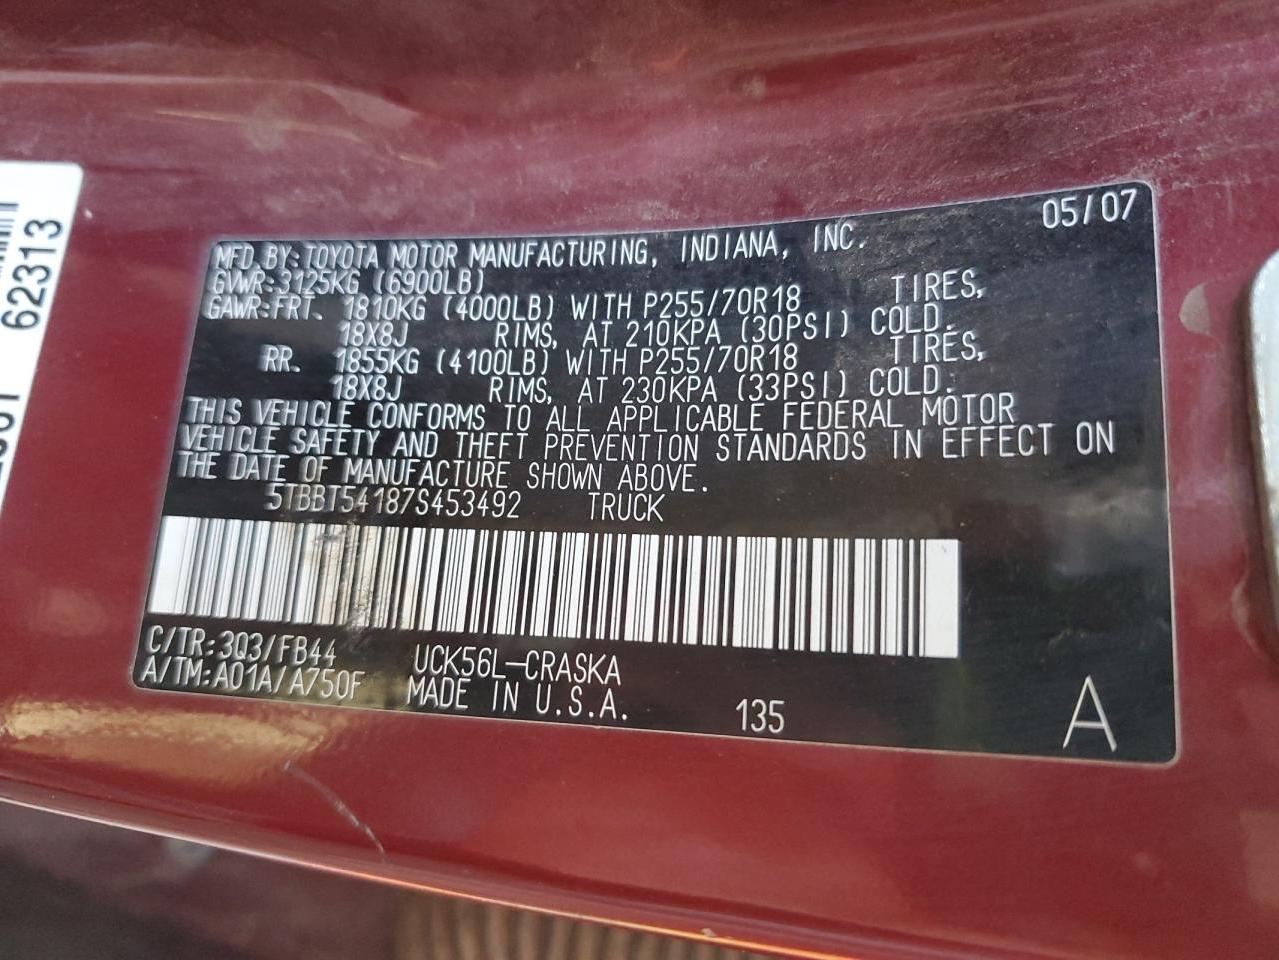 62313
MFD. BY: TOYOTA MOTOR MANUFACTURING, INDIANA, INC. 05/07
GVWR: 3125KG (6900LB)
GAWR: FRT. 1810KG (4000LB) WITH P255/70R18 TIRES,
18X8J RIMS, AT 210KPA (30PSI) COLD.
RR. 1855KG (4100LB) WITH P255/70R18 TIRES,
18X8J RIMS, AT 230KPA (33PSI) COLD.
THIS VEHICLE CONFORMS TO ALL APPLICABLE FEDERAL MOTOR
VEHICLE SAFETY AND THEFT PREVENTION STANDARDS IN EFFECT ON
THE DATE OF MANUFACTURE SHOWN ABOVE.
5TBBT54187S453492 TRUCK
C/TR: 3Q3/FB44 UCK56L-CRASKA
A/TM: A01A/A750F MADE IN U.S.A. 135 A